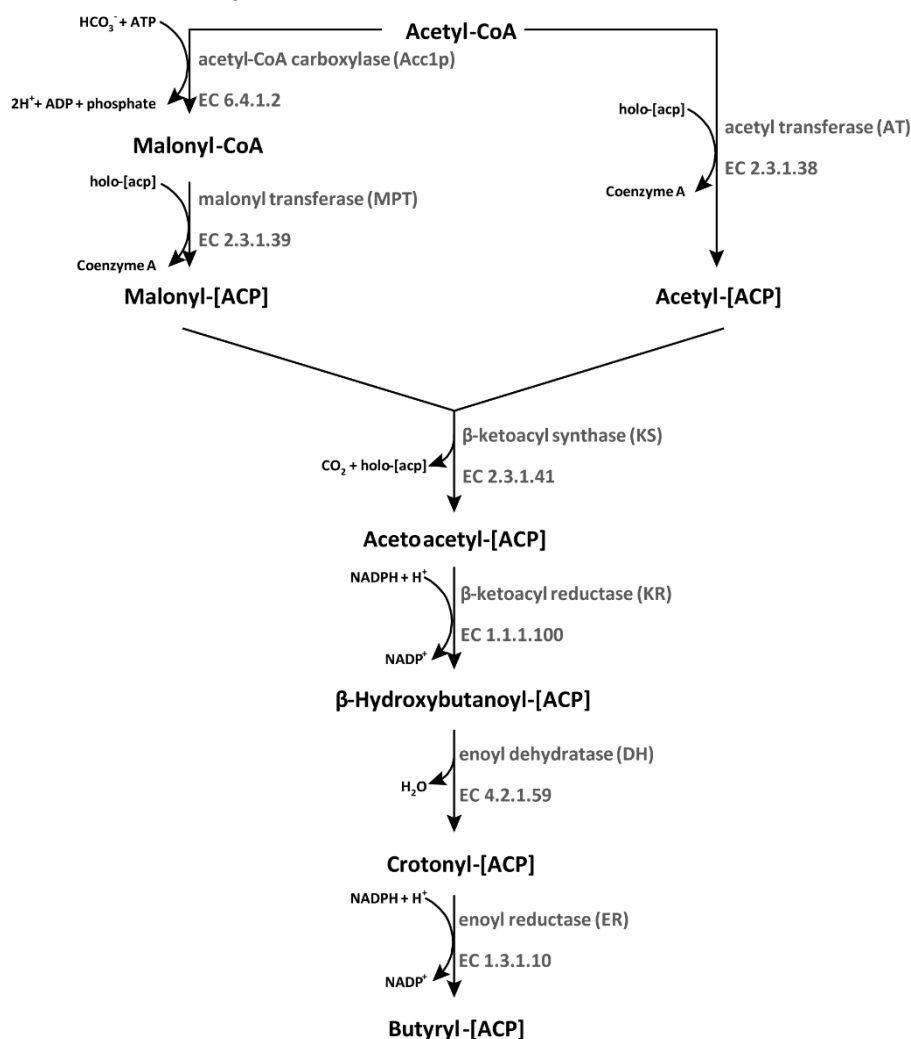 Acetyl-CoA
HCO₃⁻ + ATP
acetyl-CoA carboxylase (Acc1p)
2H⁺ + ADP + phosphate
EC 6.4.1.2
Malonyl-CoA
holo-[acp]
malonyl transferase (MPT)
EC 2.3.1.39
Coenzyme A
Malonyl-[ACP]
holo-[acp]
acetyl transferase (AT)
EC 2.3.1.38
Coenzyme A
Acetyl-[ACP]
β-ketoacyl synthase (KS)
CO₂ + holo-[acp]
EC 2.3.1.41
Acetoacetyl-[ACP]
NADPH + H⁺
β-ketoacyl reductase (KR)
EC 1.1.1.100
NADP⁺
β-Hydroxybutanoyl-[ACP]
enoyl dehydratase (DH)
H₂O
EC 4.2.1.59
Crotonyl-[ACP]
NADPH + H⁺
enoyl reductase (ER)
EC 1.3.1.10
NADP⁺
Butyryl-[ACP]